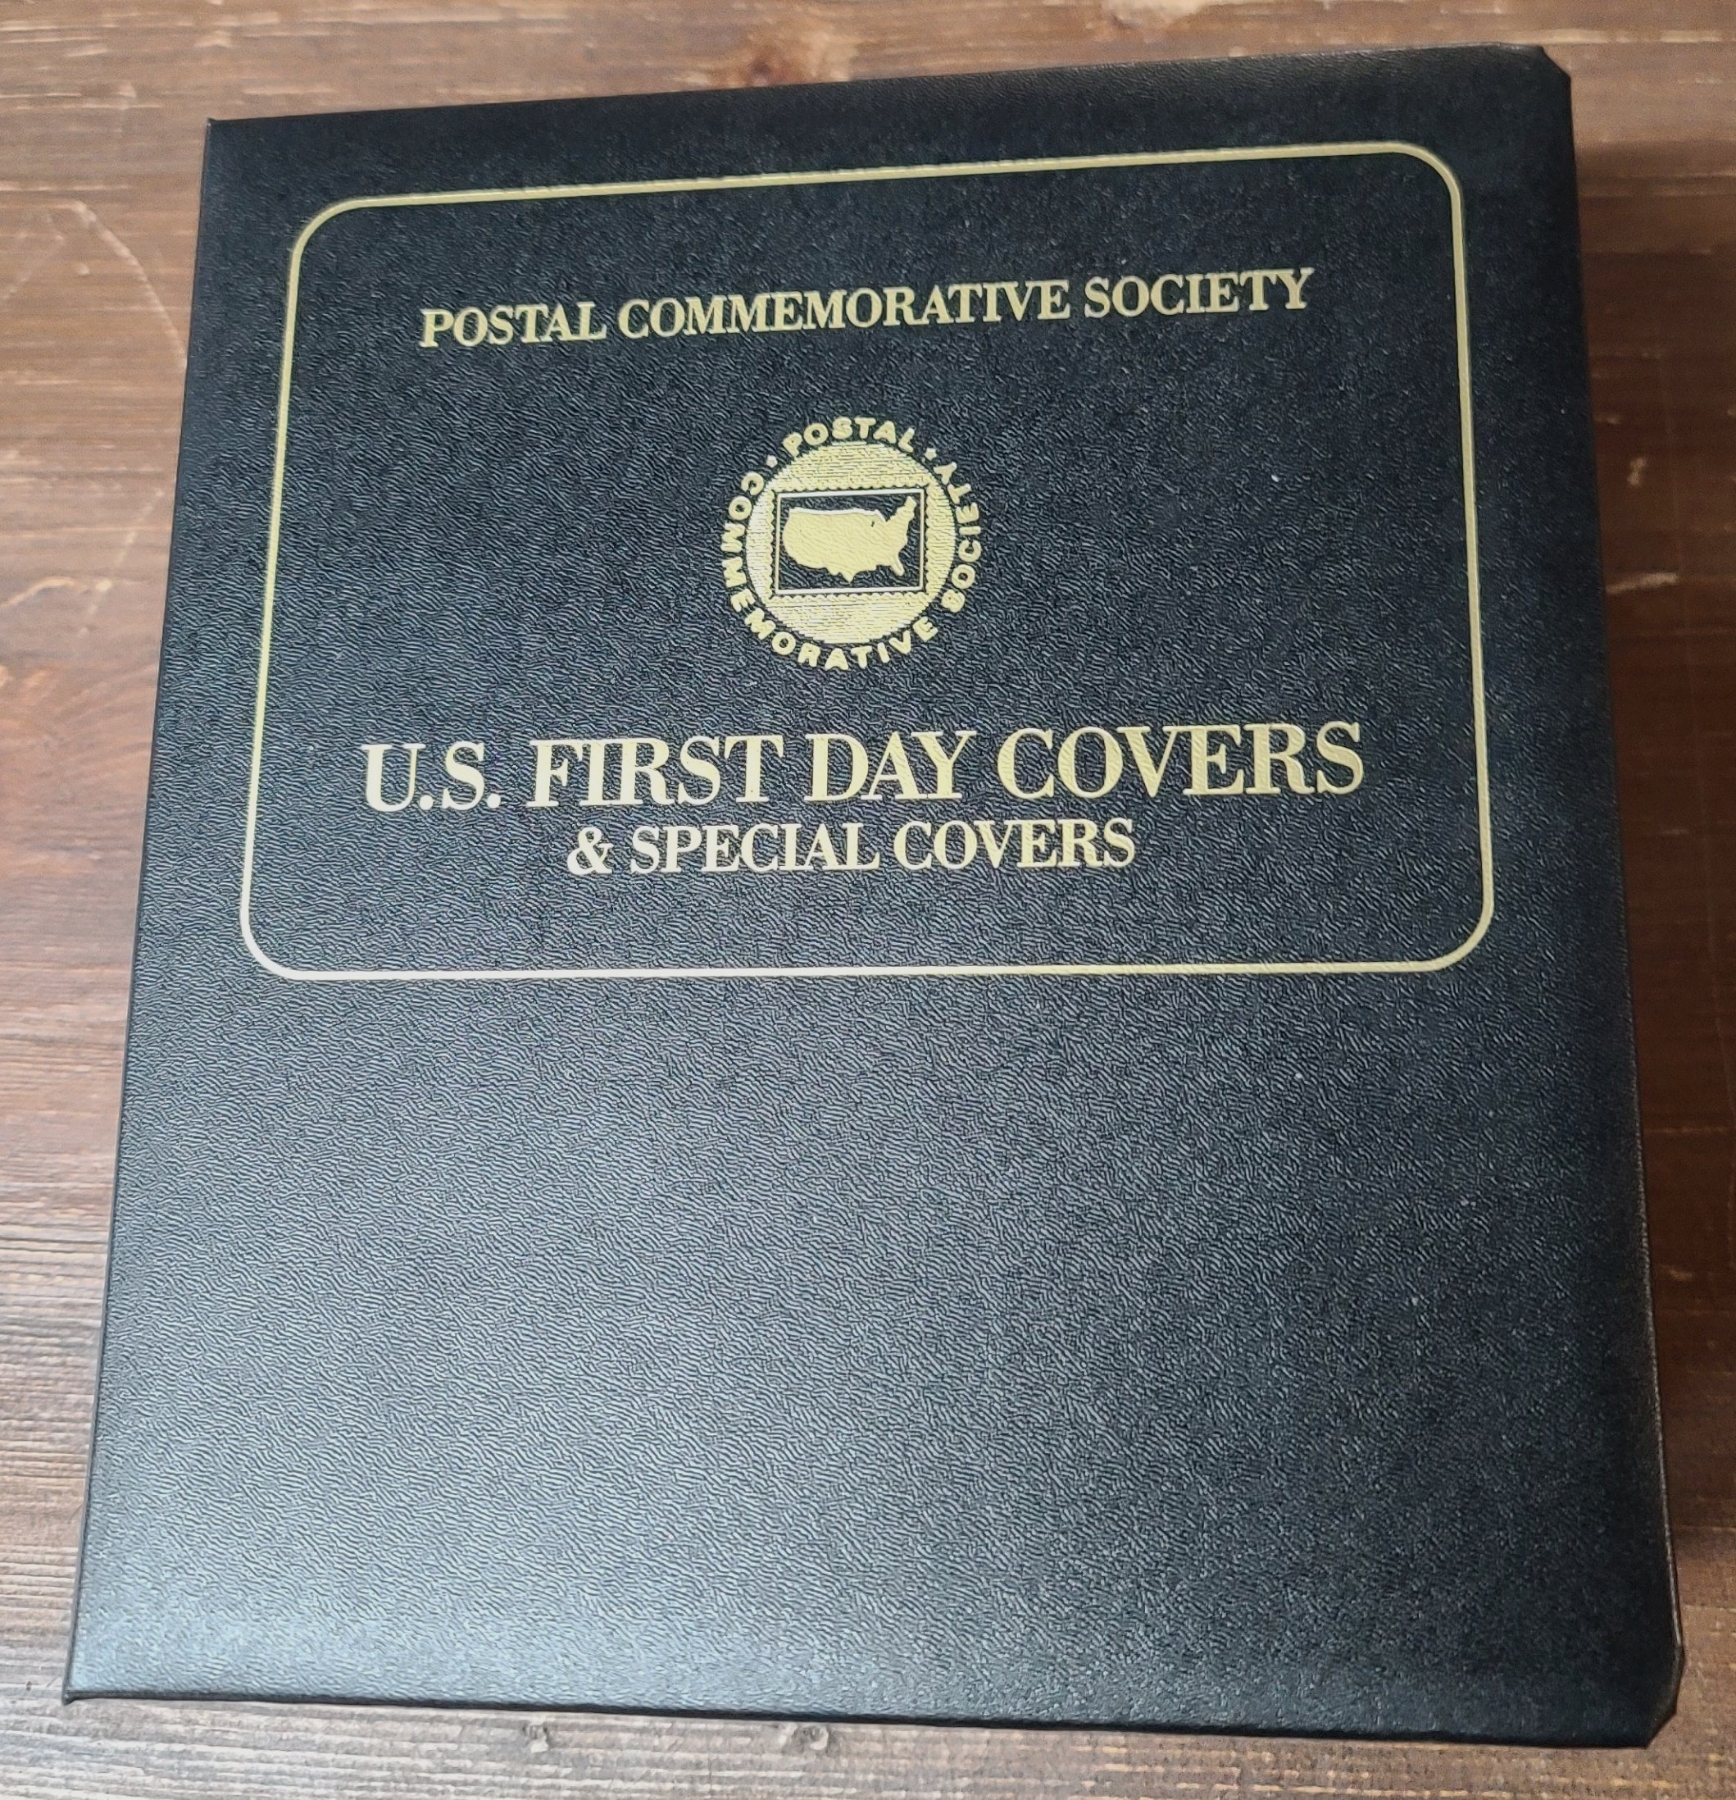 POSTAL COMMEMORATIVE SOCIETY
POSTAL • COMMEMORATIVE SOCIETY •
U.S. FIRST DAY COVERS
& SPECIAL COVERS